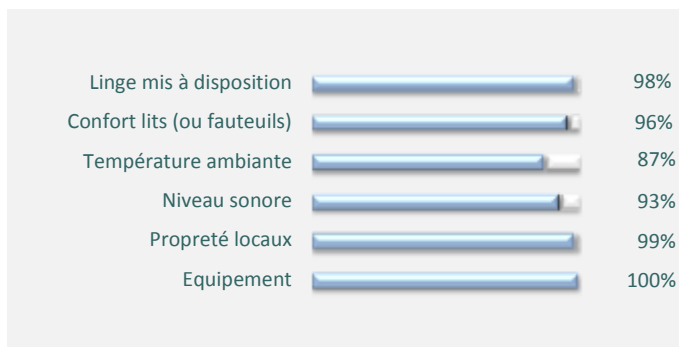 Linge mis à disposition 98%
Confort lits (ou fauteuils) 96%
Température ambiante 87%
Niveau sonore 93%
Propreté locaux 99%
Equipement 100%